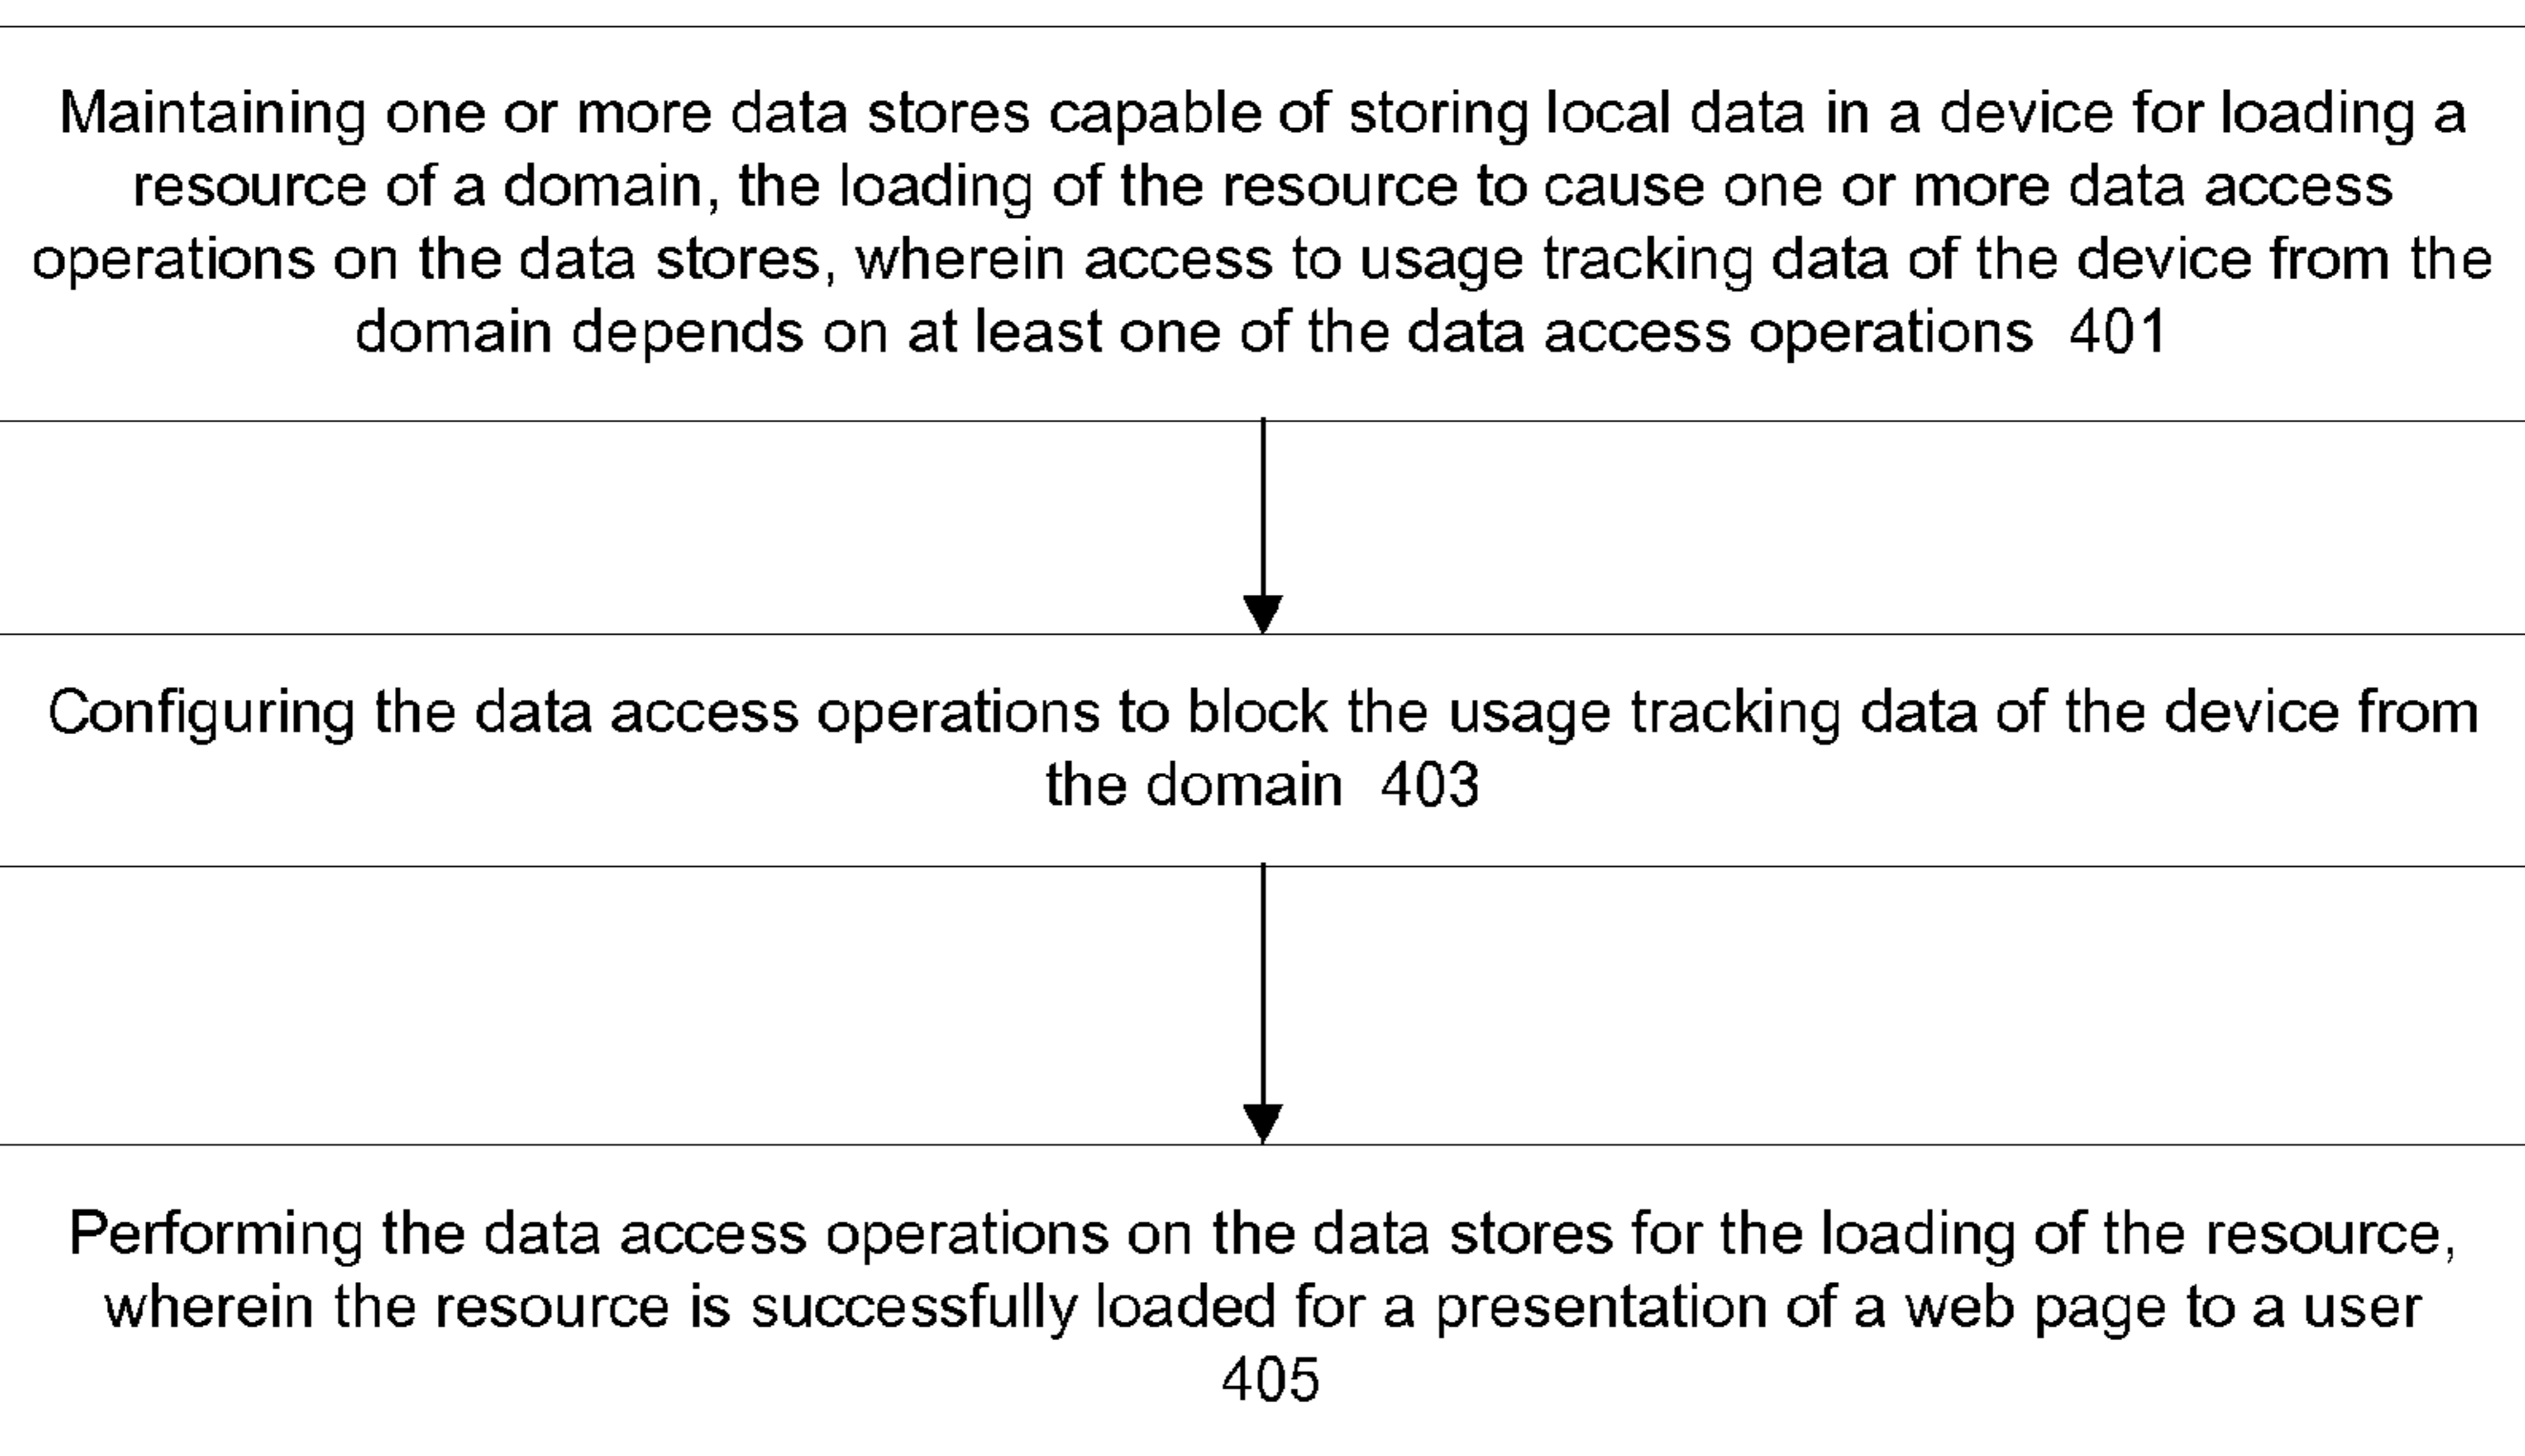 Maintaining one or more data stores capable of storing local data in a device for loading a
resource of a domain, the loading of the resource to cause one or more data access
operations on the data stores, wherein access to usage tracking data of the device from the
domain depends on at least one of the data access operations 401
Configuring the data access operations to block the usage tracking data of the device from
the domain 403
Performing the data access operations on the data stores for the loading of the resource,
wherein the resource is successfully loaded for a presentation of a web page to a user
405